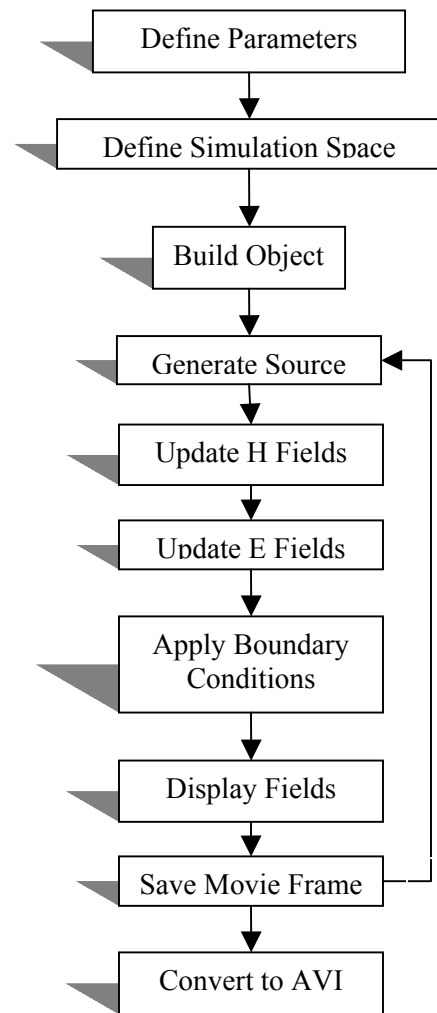 Define Parameters
Define Simulation Space
Build Object
Generate Source
Update H Fields
Update E Fields
Apply Boundary
Conditions
Display Fields
Save Movie Frame
Convert to AVI